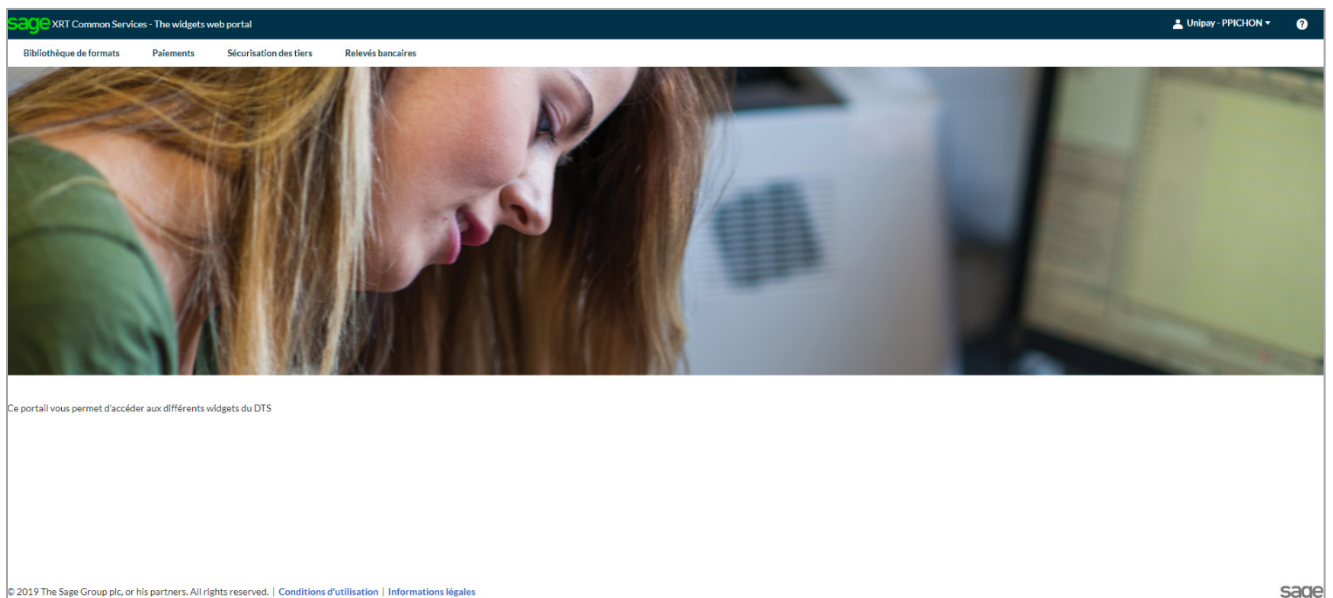 sage XRT Common Services - The widgets web portal
Unipay - PPICHON
?
Bibliothèque de formats Paiements Sécurisation des tiers Relevés bancaires
Ce portail vous permet d'accéder aux différents widgets du DTS
© 2019 The Sage Group plc, or his partners. All rights reserved. | Conditions d'utilisation | Informations légales
sage